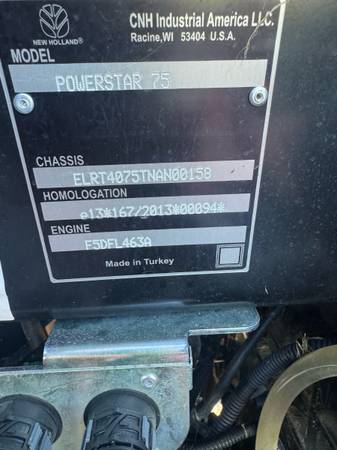 CNH Industrial America LLC.
Racine,WI 53404 U.S.A.
NEW HOLLAND
MODEL
POWERSTAR 75
CHASSIS
ELRT4075TNAN00158
HOMOLOGATION
e13*167/2013*00094*
ENGINE
F5DFL463A
Made in Turkey